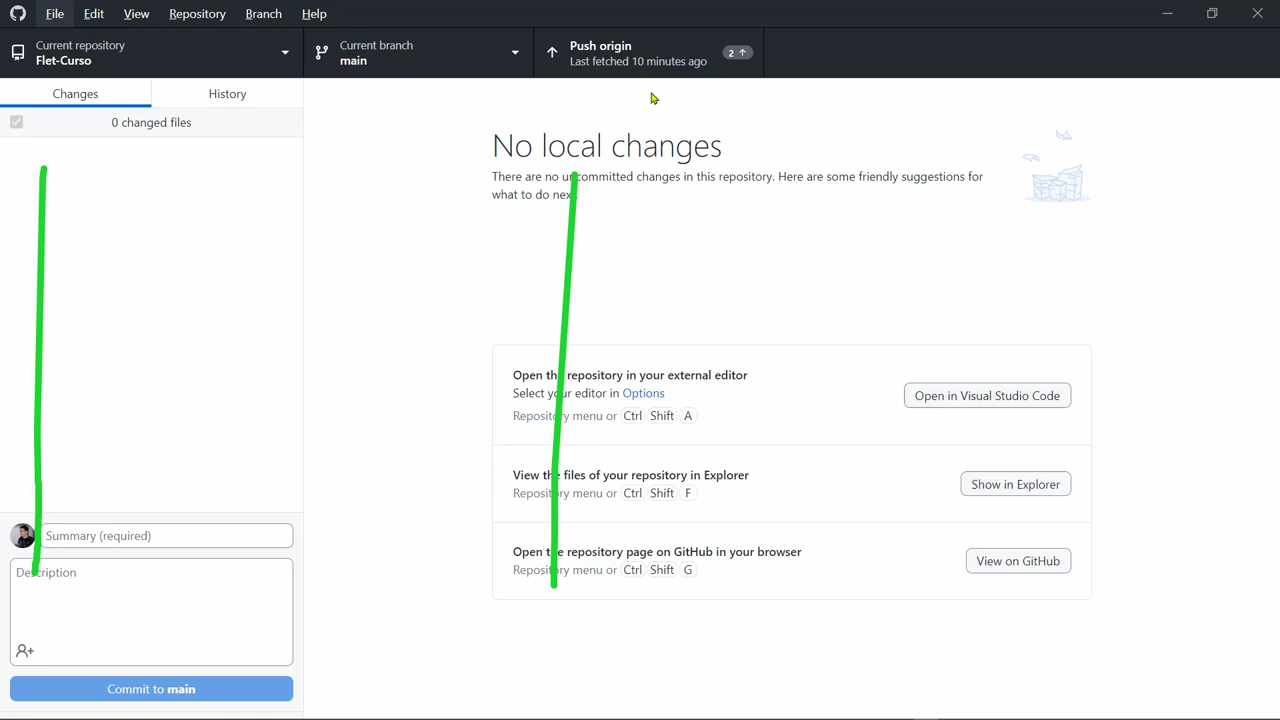 File Edit View Repository Branch Help
Current repository
Flet-Curso
Current branch
main
Push origin
Last fetched 10 minutes ago
2
Changes
History
0 changed files
No local changes
There are no uncommitted changes in this repository. Here are some friendly suggestions for
what to do next.
Open the repository in your external editor
Select your editor in Options
Repository menu or Ctrl Shift A
Open in Visual Studio Code
View the files of your repository in Explorer
Repository menu or Ctrl Shift F
Show in Explorer
Open the repository page on GitHub in your browser
Repository menu or Ctrl Shift G
View on GitHub
Summary (required)
Description
Commit to main